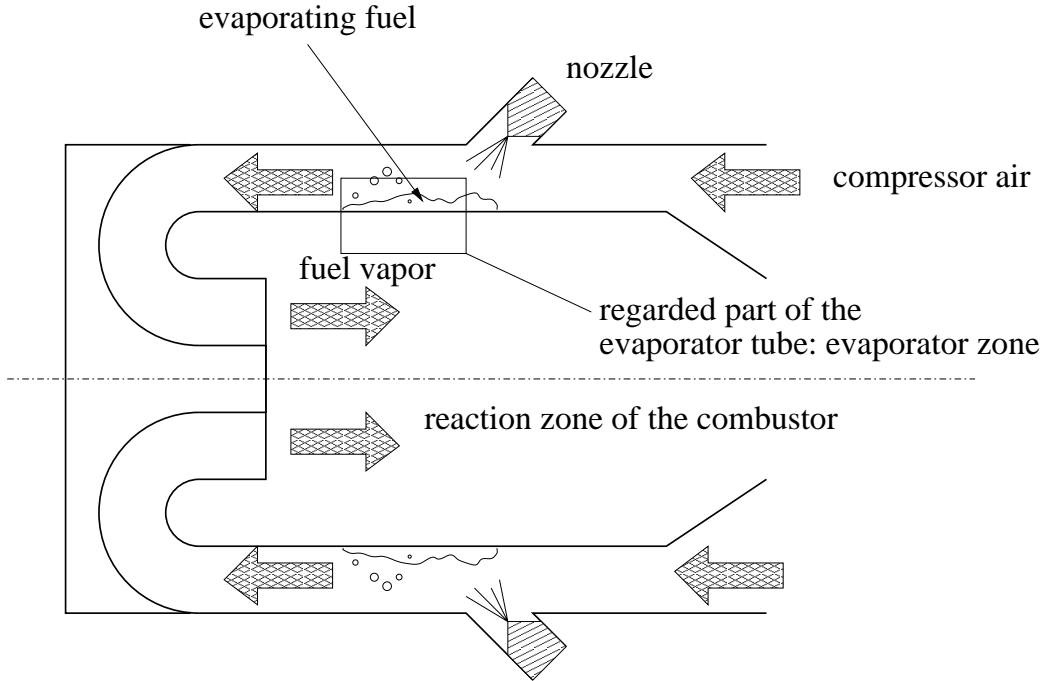 evaporating fuel
nozzle
compressor air
fuel vapor
regarded part of the
evaporator tube: evaporator zone
reaction zone of the combustor